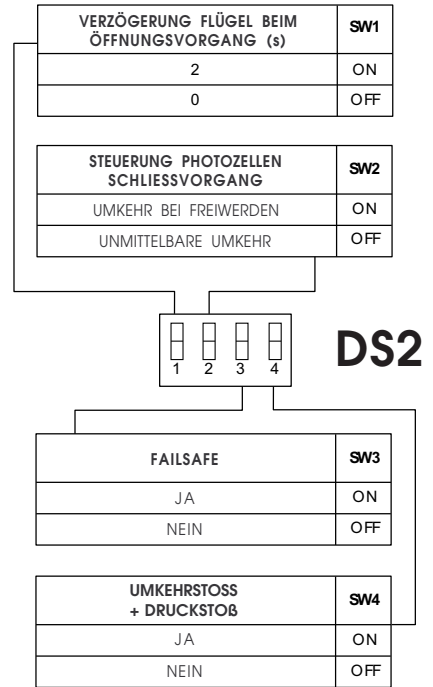 VERZÖGERUNG FLÜGEL BEIM
ÖFFNUNGSVORGANG (s)
SW1
2 ON
0 OFF
STEUERUNG PHOTOZELLEN
SCHLIESSVORGANG
SW2
UMKEHR BEI FREIWERDEN ON
UNMITTELBARE UMKEHR OFF
1 2 3 4
DS2
FAILSAFE SW3
JA ON
NEIN OFF
UMKEHRSTOSS
+ DRUCKSTOß
SW4
JA ON
NEIN OFF